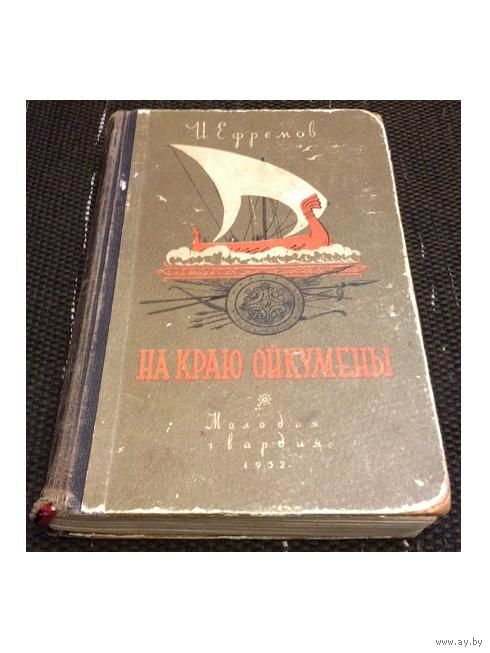 И. Ефремов
НА КРАЮ ОЙКУМЕНЫ
Молодая
гвардия
1952
www.ay.by